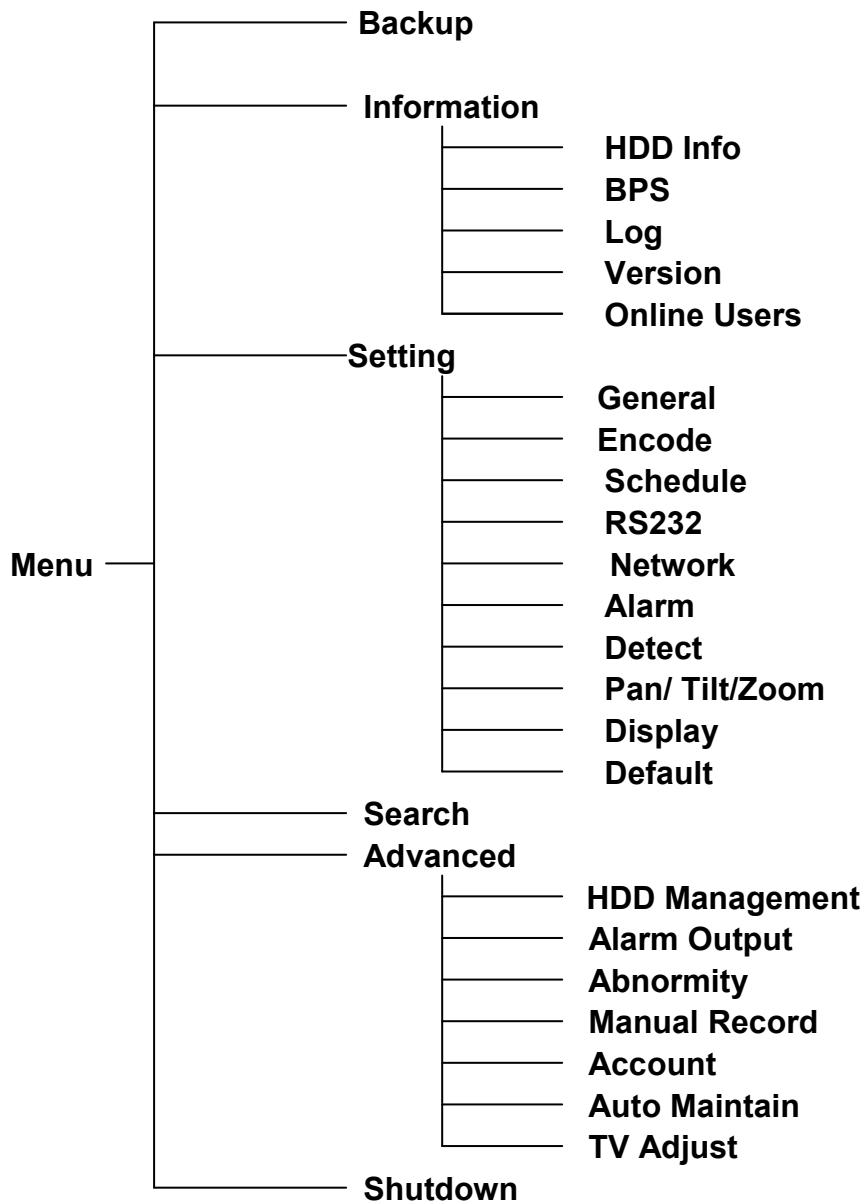 Backup
Information
HDD Info
BPS
Log
Version
Online Users
Setting
General
Encode
Schedule
RS232
Menu
Network
Alarm
Detect
Pan/ Tilt/Zoom
Display
Default
Search
Advanced
HDD Management
Alarm Output
Abnormity
Manual Record
Account
Auto Maintain
TV Adjust
Shutdown